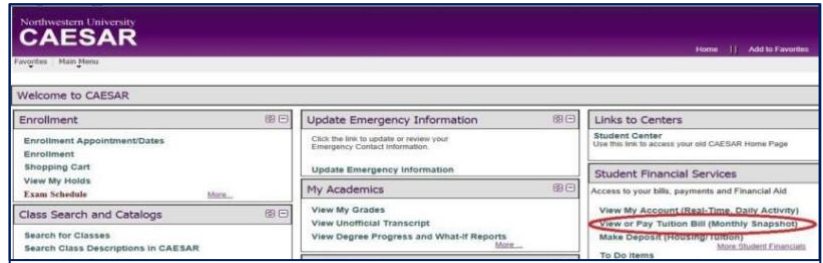 Northwestern University
CAESAR
Home || Add to Favorites
Favorites Main Menu
Welcome to CAESAR
Enrollment
Enrollment Appointment/Dates
Enrollment
Shopping Cart
View My Holds
Exam Schedule More...
Class Search and Catalogs
Search for Classes
Search Class Descriptions in CAESAR
Update Emergency Information
Click the link to update or review your
Emergency Contact Information.
Update Emergency Information
My Academics
View My Grades
View Unofficial Transcript
View Degree Progress and What-If Reports
More...
Links to Centers
Student Center
Use this link to access your old CAESAR Home Page
Student Financial Services
Access to your bills, payments and Financial Aid
View My Account (Real-Time, Daily Activity)
View or Pay Tuition Bill (Monthly Snapshot)
Make Deposit (Housing/Tuition)
More Student Financials
To Do Items